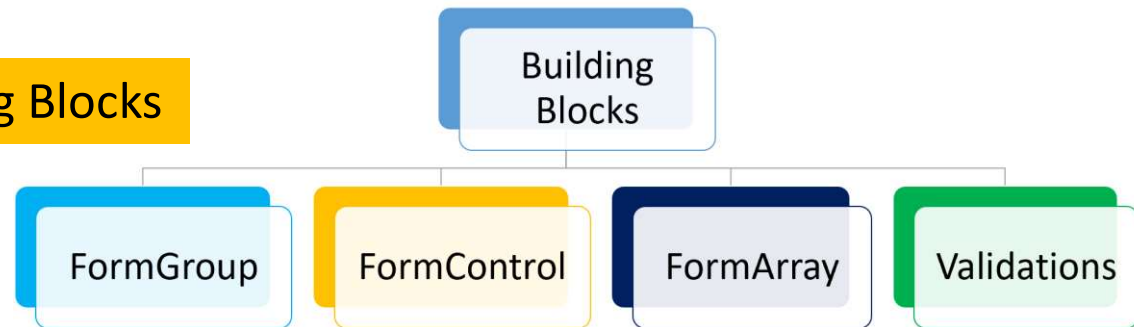 g Blocks
Building
Blocks
FormGroup
FormControl
FormArray
Validations